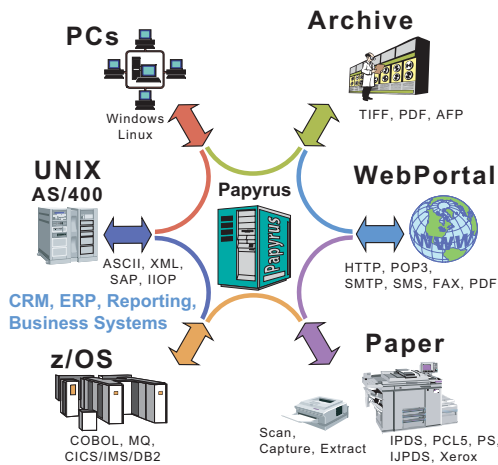 PCs
Windows
Linux
Archive
TIFF, PDF, AFP
UNIX
AS/400
ASCII, XML,
SAP, IIOP
Papyrus
Papyrus
WebPortal
WWW
HTTP, POP3,
SMTP, SMS, FAX, PDF
CRM, ERP, Reporting,
Business Systems
z/OS
COBOL, MQ,
CICS/IMS/DB2
Paper
Scan,
Capture, Extract
IPDS, PCL5, PS,
IJPDS, Xerox